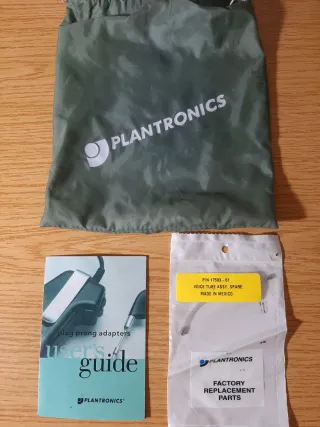 PLANTRONICS
plug prong adapters
user's
guide
PLANTRONICS
P/N 17593 - 01
VOICE TUBE ASSY, SPARE
MADE IN MEXICO
PLANTRONICS
FACTORY
REPLACEMENT
PARTS